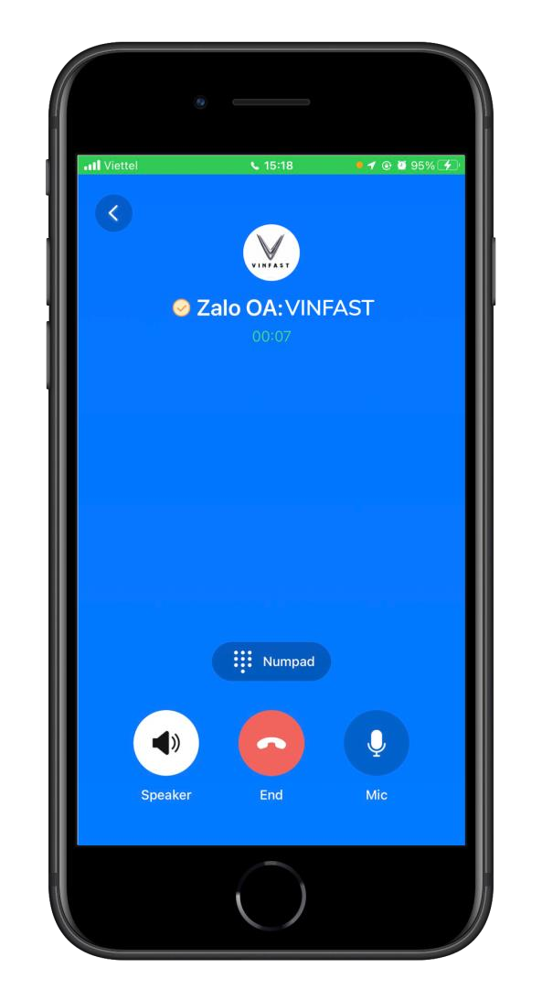 Viettel 15:18 95%
VINFAST
Zalo OA: VINFAST
00:07
Numpad
Speaker End Mic